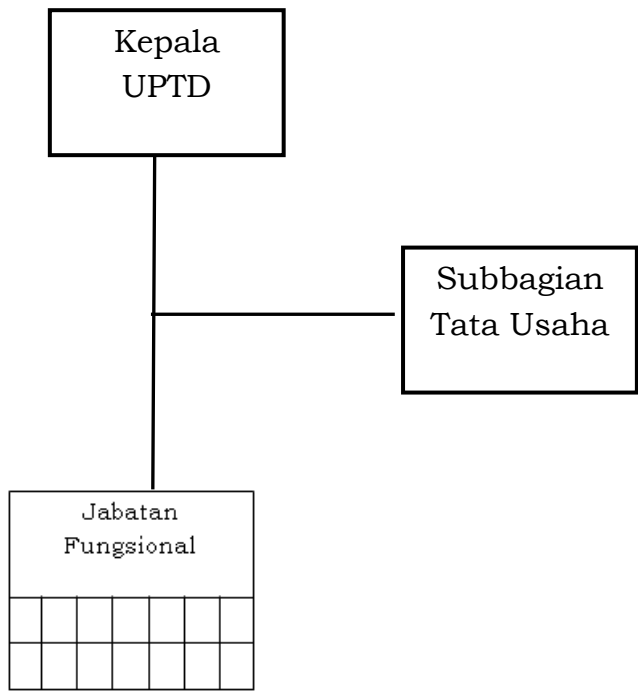 Kepala
UPTD
Subbagian
Tata Usaha
Jabatan
Fungsional